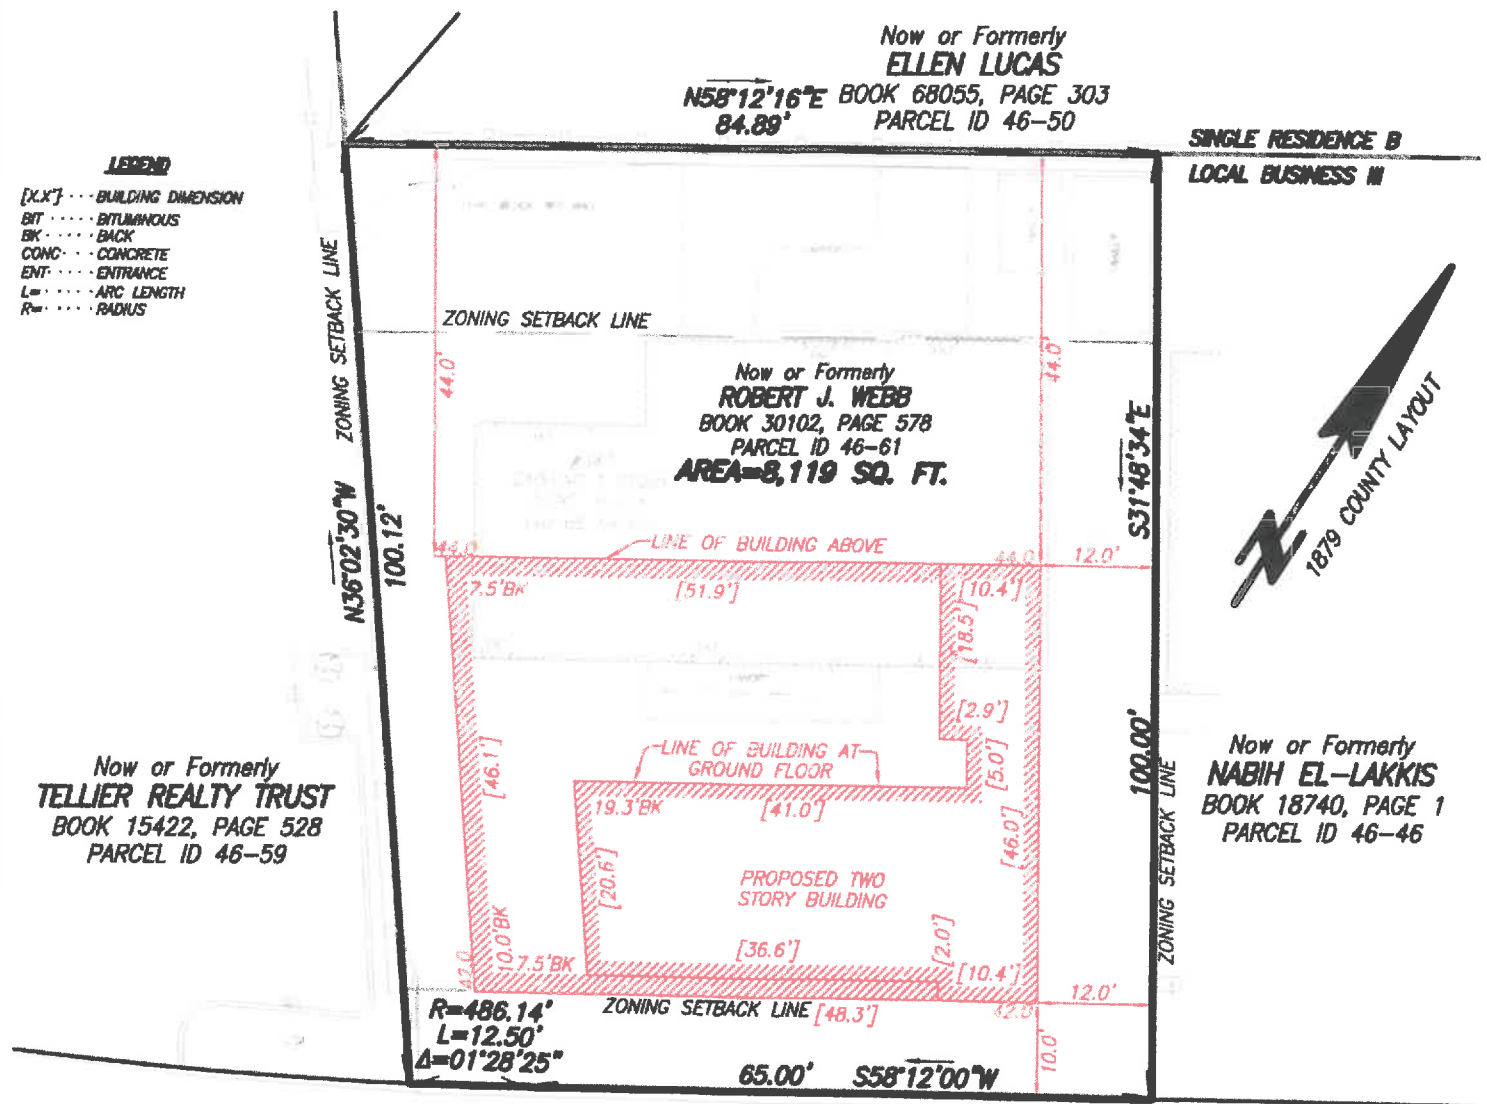 Now or Formerly
ELLEN LUCAS
BOOK 68055, PAGE 303
PARCEL ID 46-50
N58°12'16"E
84.89'
SINGLE RESIDENCE B
LOCAL BUSINESS III
LEGEND
[X.X'] BUILDING DIMENSION
BIT BITUMINOUS
BK BACK
CONC CONCRETE
ENT ENTRANCE
L= ARC LENGTH
R= RADIUS
ZONING SETBACK LINE
ZONING SETBACK LINE
44.0'
44.0'
Now or Formerly
ROBERT J. WEBB
BOOK 30102, PAGE 578
PARCEL ID 46-61
AREA=8,119 SQ. FT.
N36°02'30"W
100.12'
S31°48'34"E
100.00'
1879 COUNTY LAYOUT
44.0
LINE OF BUILDING ABOVE
44.0
12.0'
7.5'BK
[51.9']
[10.4']
[18.5']
[2.9']
[5.0']
LINE OF BUILDING AT
GROUND FLOOR
[46.1']
19.3'BK
[41.0']
[46.0']
[20.6']
PROPOSED TWO
STORY BUILDING
[36.6']
[2.0']
[10.4']
10.0'BK
7.5'BK
42.0
12.0'
42.0
10.0'
ZONING SETBACK LINE
[48.3']
ZONING SETBACK LINE
R=486.14'
L=12.50'
Δ=01°28'25"
65.00'
S58°12'00"W
Now or Formerly
TELLIER REALTY TRUST
BOOK 15422, PAGE 528
PARCEL ID 46-59
Now or Formerly
NABIH EL-LAKKIS
BOOK 18740, PAGE 1
PARCEL ID 46-46